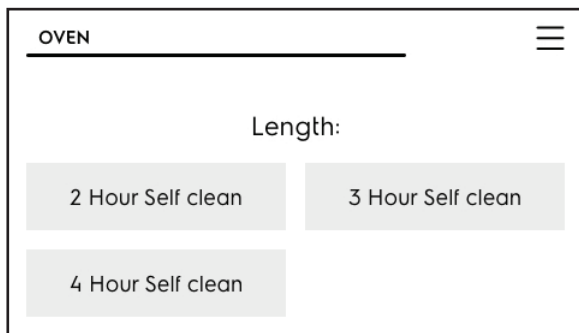 OVEN
Length:
2 Hour Self clean
3 Hour Self clean
4 Hour Self clean